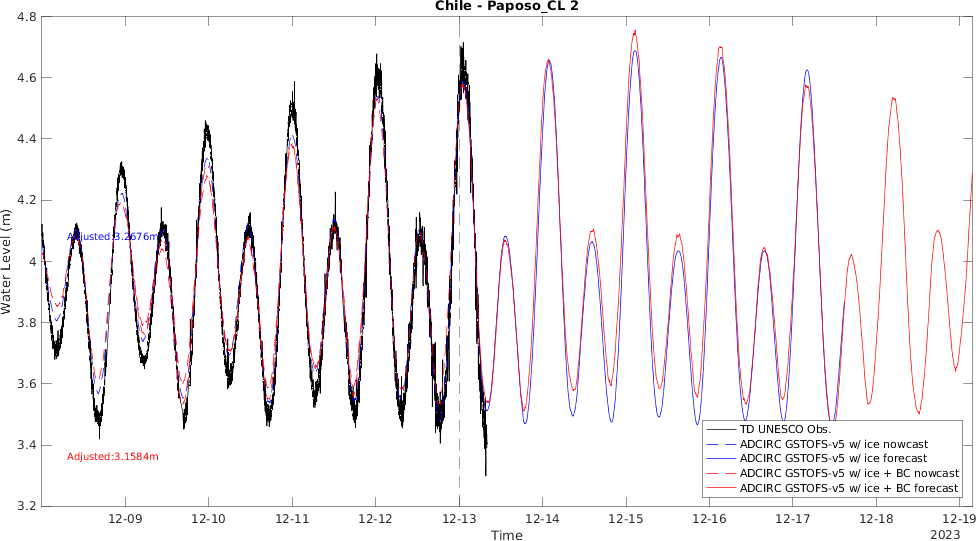 Chile - Paposo_CL 2
4.8
4.6
4.4
4.2
4
3.8
3.6
3.4
3.2
Water Level (m)
Adjusted:3.2676m
Adjusted:3.1584m
TD UNESCO Obs.
ADCIRC GSTOFS-v5 w/ ice nowcast
ADCIRC GSTOFS-v5 w/ ice forecast
ADCIRC GSTOFS-v5 w/ ice + BC nowcast
ADCIRC GSTOFS-v5 w/ ice + BC forecast
12-09 12-10 12-11 12-12 12-13 12-14 12-15 12-16 12-17 12-18 12-19
Time
2023